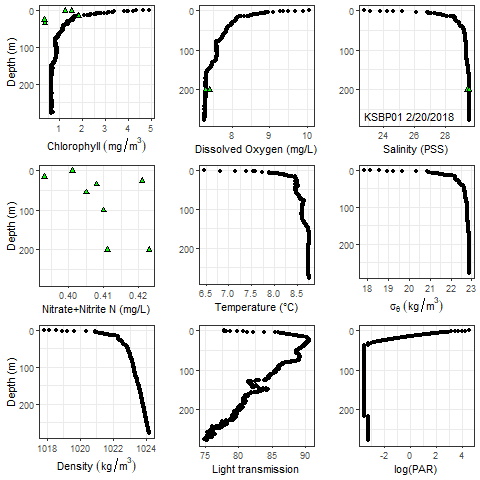 Depth (m)
0
100
200
1 2 3 4 5
Chlorophyll (mg/m³)
0
100
200
8 9 10
Dissolved Oxygen (mg/L)
0
100
200
KSBP01 2/20/2018
24 26 28
Salinity (PSS)
Depth (m)
0
100
200
0.40 0.41 0.42
Nitrate+Nitrite N (mg/L)
0
100
200
6.5 7.0 7.5 8.0 8.5
Temperature (°C)
0
100
200
18 19 20 21 22 23
σθ (kg/m³)
Depth (m)
0
100
200
1018 1020 1022 1024
Density (kg/m³)
0
100
200
75 80 85 90
Light transmission
0
100
200
-2 0 2 4
log(PAR)